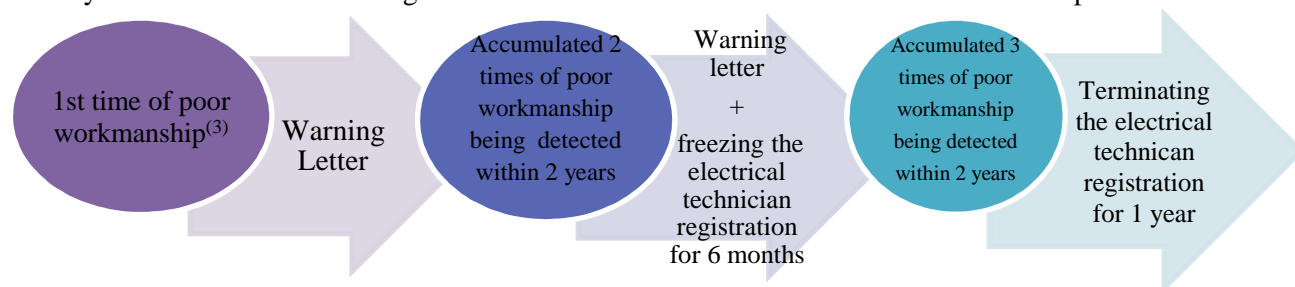 1st time of poor
workmanship(3)
Warning
Letter
Accumulated 2
times of poor
workmanship
being detected
within 2 years
Warning
letter
+
freezing the
electrical
technician
registration
for 6 months
Accumulated 3
times of poor
workmanship
being detected
within 2 years
Terminating
the electrical
technican
registration
for 1 year